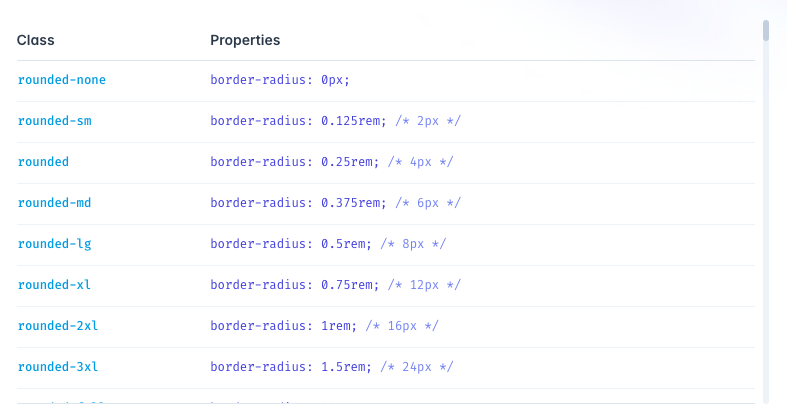 Class Properties
rounded-none border-radius: 0px;
rounded-sm border-radius: 0.125rem; /* 2px */
rounded border-radius: 0.25rem; /* 4px */
rounded-md border-radius: 0.375rem; /* 6px */
rounded-lg border-radius: 0.5rem; /* 8px */
rounded-xl border-radius: 0.75rem; /* 12px */
rounded-2xl border-radius: 1rem; /* 16px */
rounded-3xl border-radius: 1.5rem; /* 24px */